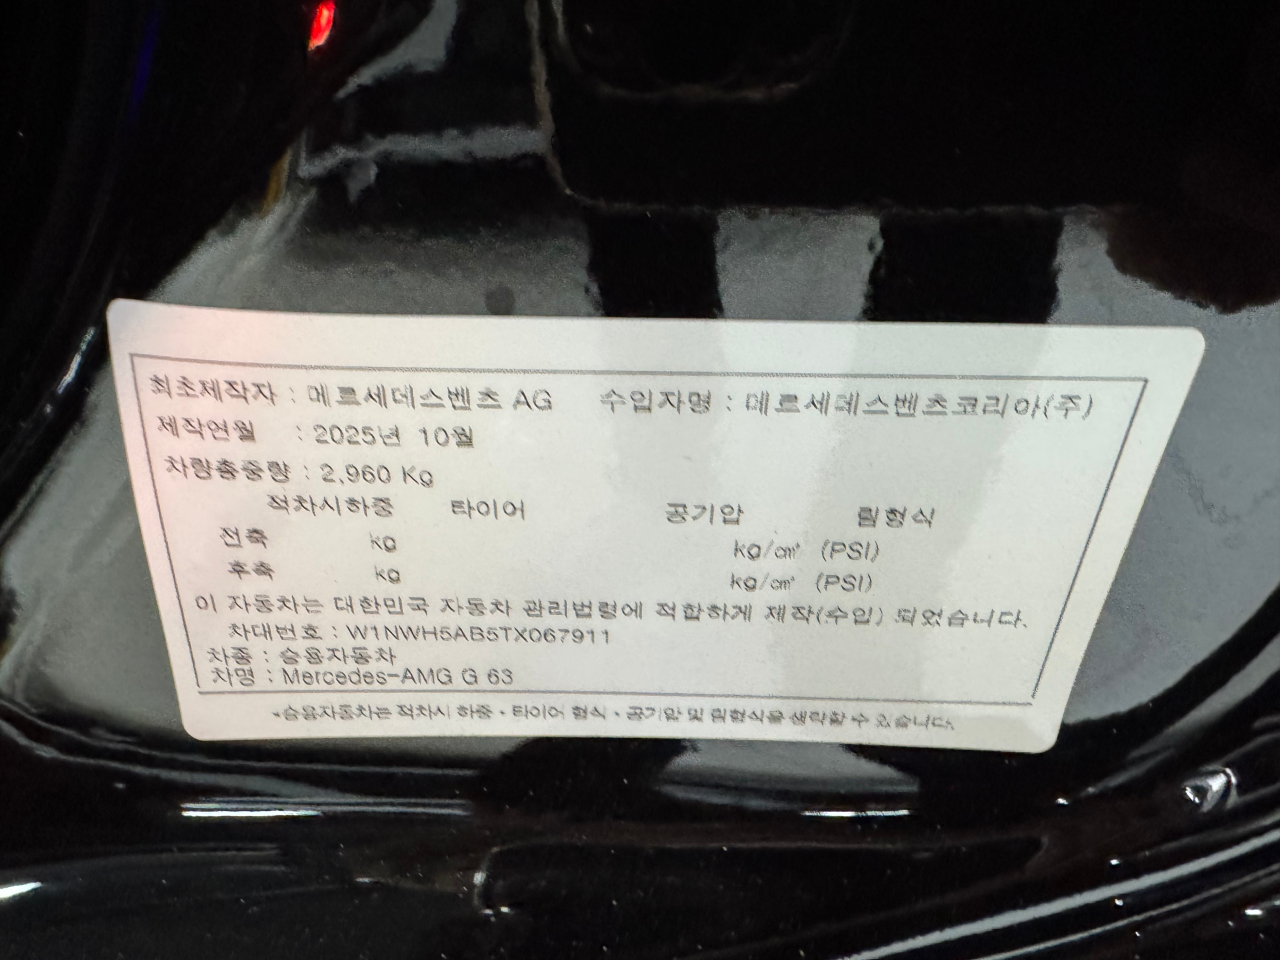 최초제작자 : 메르세데스벤츠 AG 수입자명 : 메르세데스벤츠코리아(주)
제작연월 : 2025년 10월
차량총중량 : 2,960 Kg
적차시하중 타이어 공기압 림형식
전축 kg kg/㎠ (PSI)
후축 kg kg/㎠ (PSI)
이 자동차는 대한민국 자동차 관리법령에 적합하게 제작(수입) 되었습니다.
차대번호 : W1NWH5AB5TX067911
차종 : 승용자동차
차명 : Mercedes-AMG G 63
*승용자동차는 적차시 하중・타이어 형식・공기압 및 림형식을 생략할 수 있습니다.